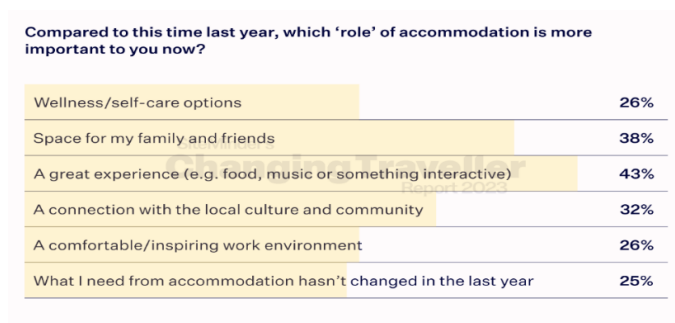 Compared to this time last year, which ‘role’ of accommodation is more
important to you now?
Wellness/self-care options 26%
Space for my family and friends 38%
SiteMinder's
Changing Traveller
A great experience (e.g. food, music or something interactive) 43%
Report 2023
A connection with the local culture and community 32%
A comfortable/inspiring work environment 26%
What I need from accommodation hasn’t changed in the last year 25%